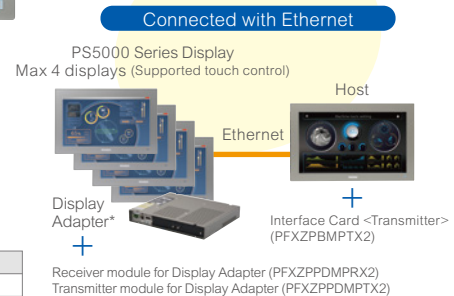 Connected with Ethernet
PS5000 Series Display
Max 4 displays (Supported touch control)
Host
Ethernet
Display
Adapter*
+
+
Interface Card <Transmitter>
(PFXZPBMPTX2)
Receiver module for Display Adapter (PFXZPPDMPRX2)
Transmitter module for Display Adapter (PFXZPPDMPTX2)